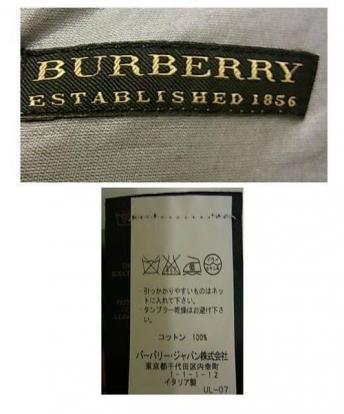 BURBERRY
ESTABLISHED 1856
ドライ
引っかかりやすいものはネッ
トに入れて下さい。
タンブラー乾燥はお避け下さ
い。
コットン 100%
バーバリー・ジャパン株式会社
東京都千代田区内幸町
1-1-1-12
イタリア製
UL-07